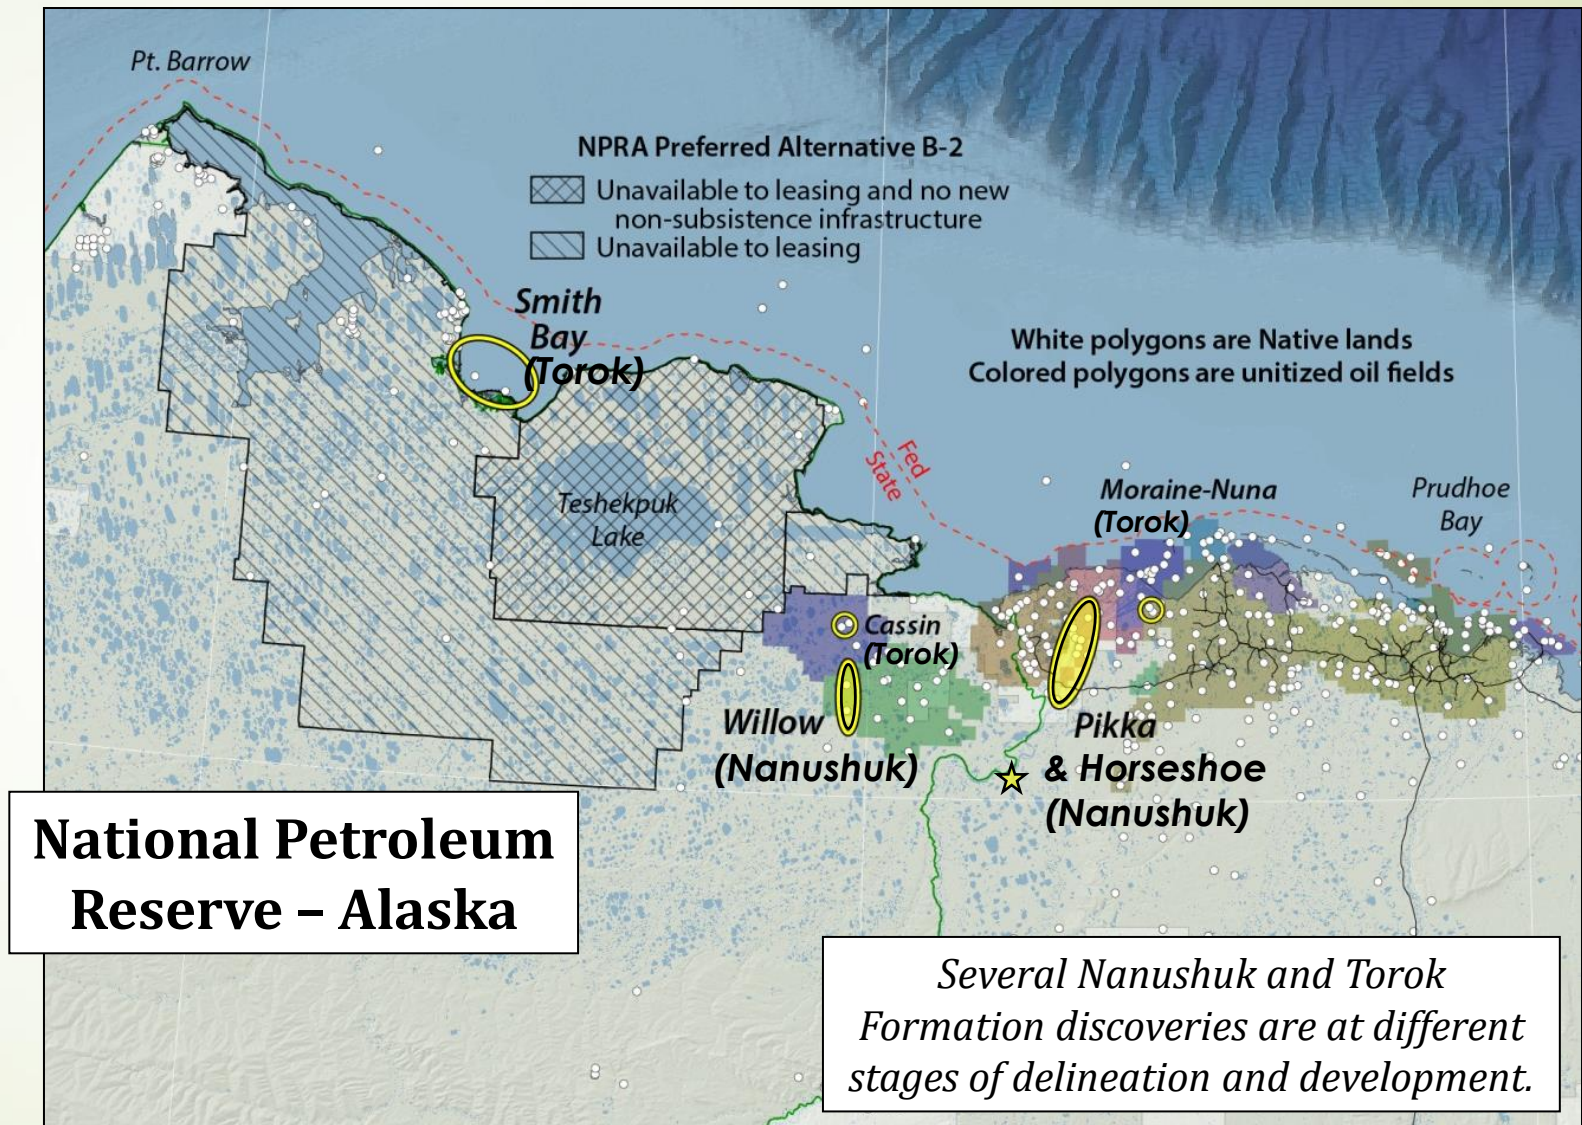 Pt. Barrow
NPRA Preferred Alternative B-2
Unavailable to leasing and no new
non-subsistence infrastructure
Unavailable to leasing
Smith
Bay
(Torok)
White polygons are Native lands
Colored polygons are unitized oil fields
Fed
State
Teshekpuk
Lake
Moraine-Nuna
(Torok)
Prudhoe
Bay
Cassin
(Torok)
Willow
(Nanushuk)
Pikka
& Horseshoe
(Nanushuk)
National Petroleum
Reserve – Alaska
Several Nanushuk and Torok
Formation discoveries are at different
stages of delineation and development.